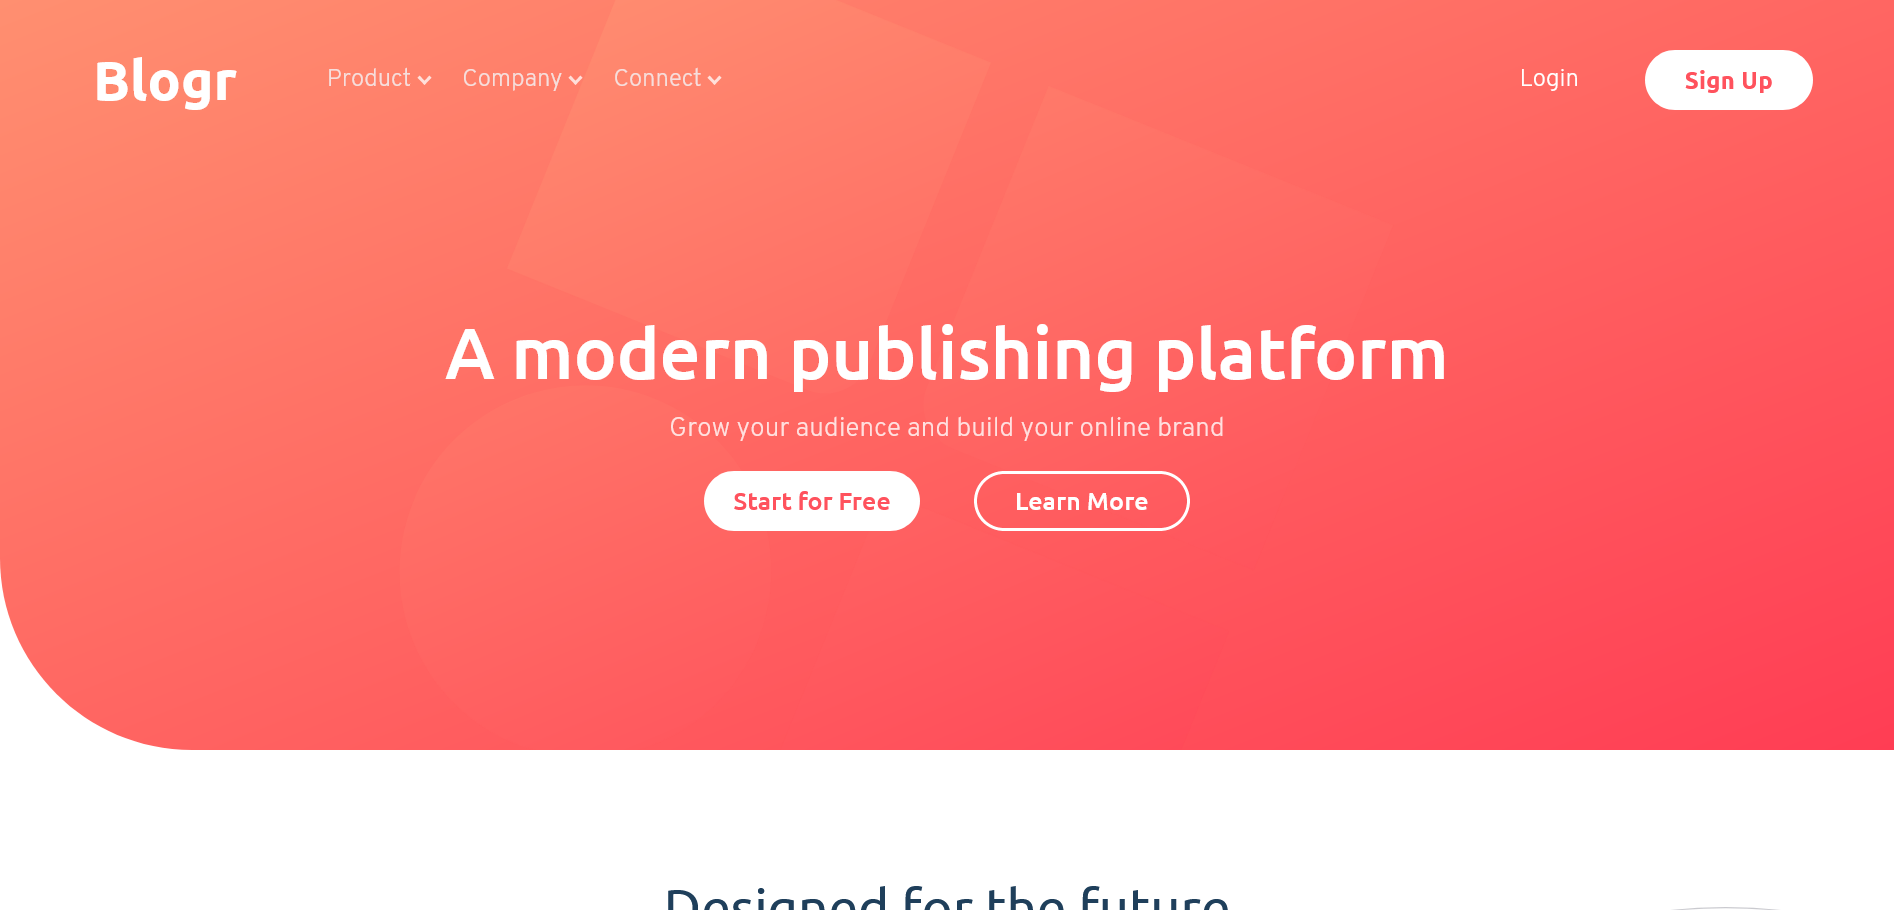 Blogr Product Company Connect Login Sign Up
A modern publishing platform
Grow your audience and build your online brand
Start for Free Learn More
Designed for the future